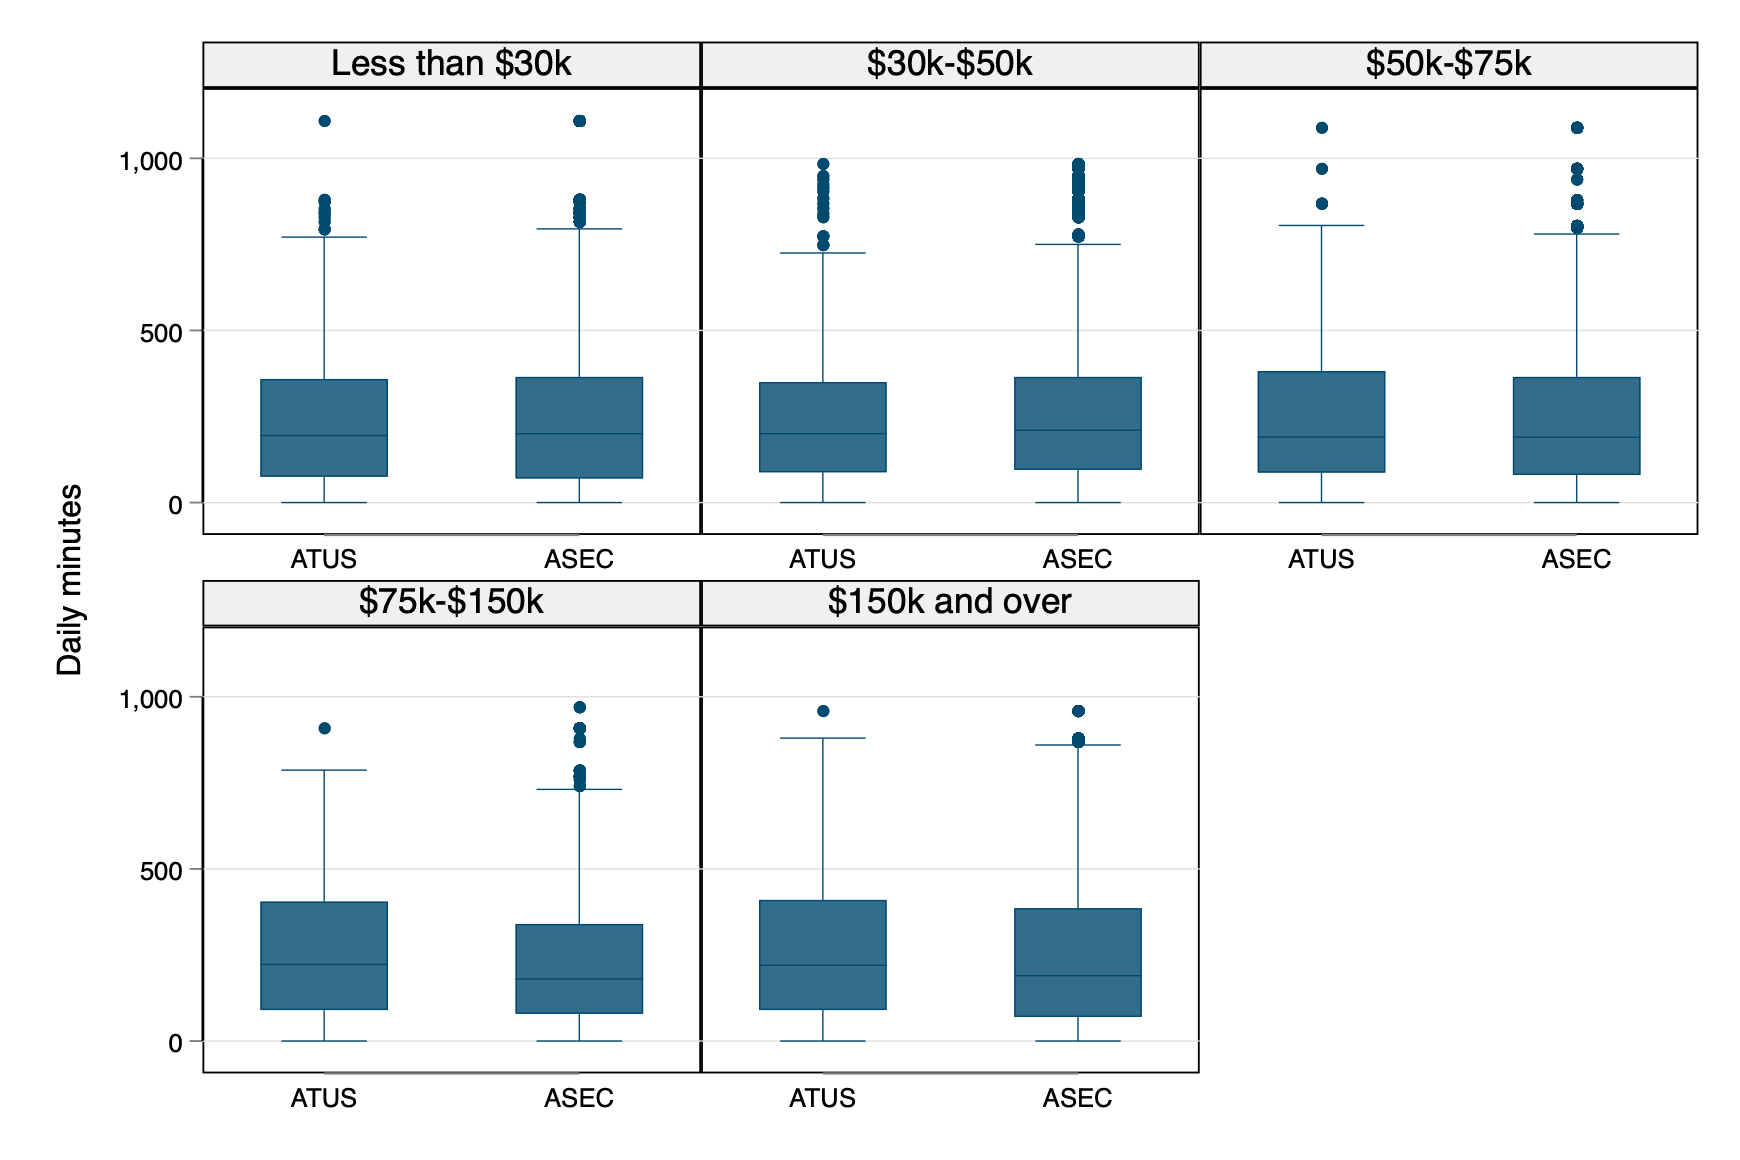 Less than $30k
$30k-$50k
$50k-$75k
1,000
500
0
ATUS
ASEC
ATUS
ASEC
ATUS
ASEC
Daily minutes
$75k-$150k
$150k and over
1,000
500
0
ATUS
ASEC
ATUS
ASEC